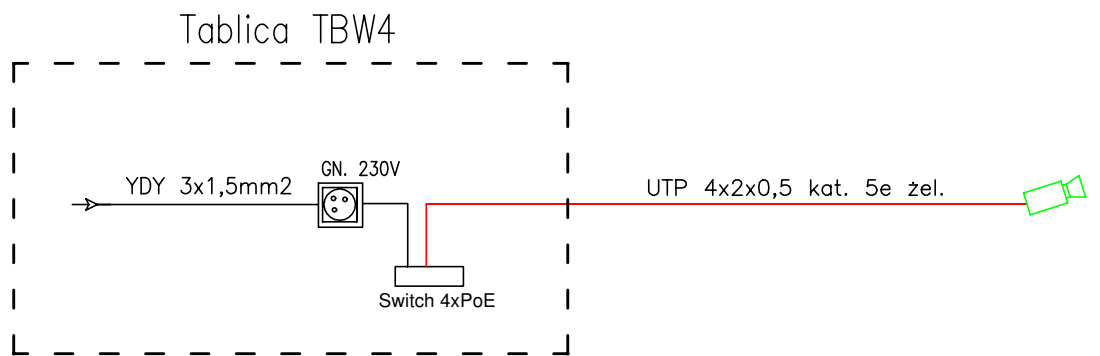 Tablica TBW4
GN. 230V
YDY 3x1,5mm2
UTP 4x2x0,5 kat. 5e żel.
Switch 4xPoE